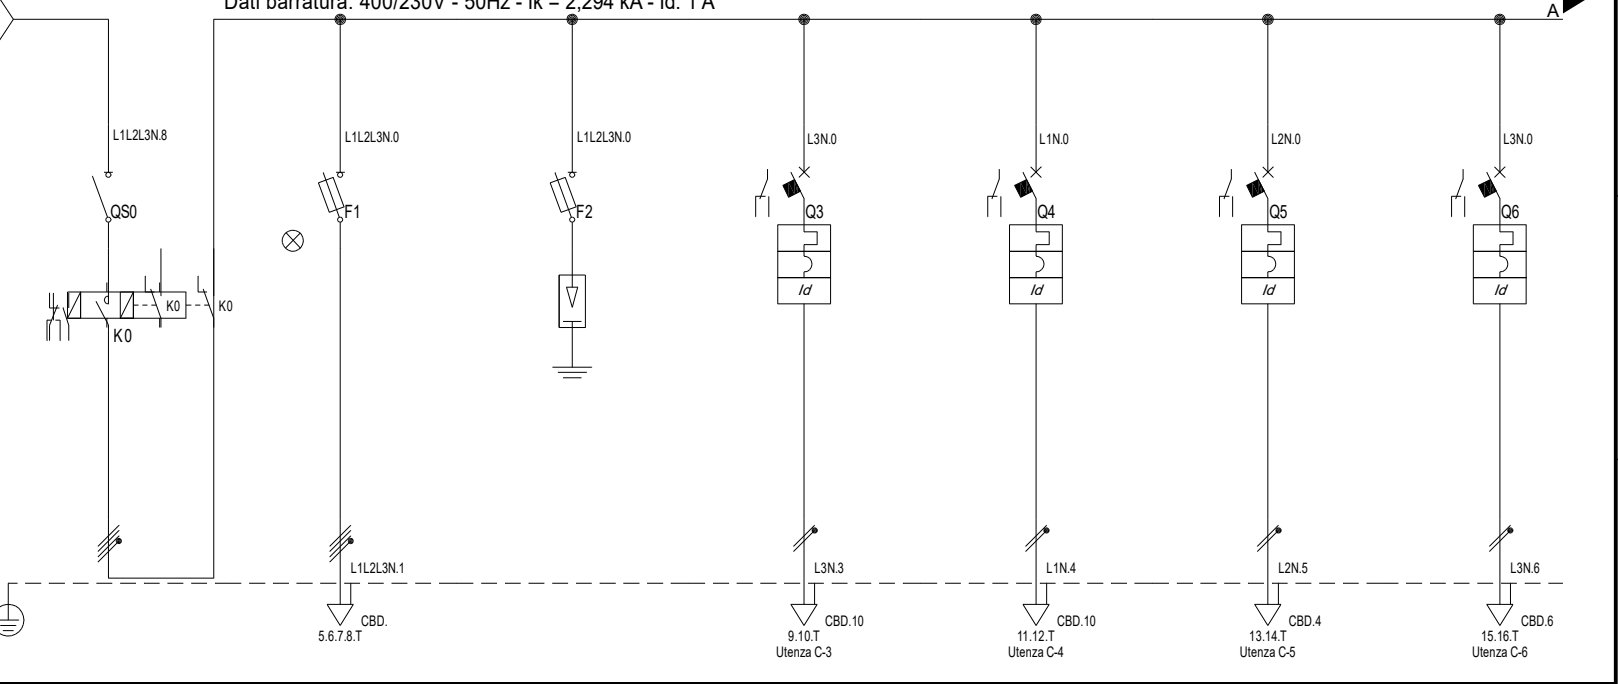 Dati barratura: 400/230V - 50Hz - Ik = 2,294 kA - Id: 1 A
A
L1L2L3N.8
L1L2L3N.0
L1L2L3N.0
L3N.0
L1N.0
L2N.0
L3N.0
QS0
F1
F2
Q3
Q4
Q5
Q6
Id
Id
Id
Id
K0
K0
K0
L1L2L3N.1
L3N.3
L1N.4
L2N.5
L3N.6
CBD.
CBD.10
CBD.10
CBD.4
CBD.6
5.6.7.8.T
9.10.T
11.12.T
13.14.T
15.16.T
Utenza C-3
Utenza C-4
Utenza C-5
Utenza C-6